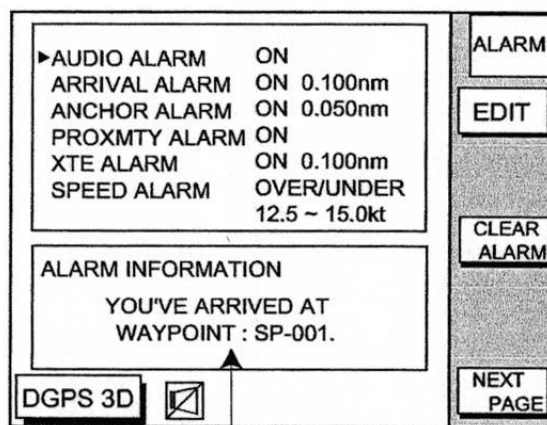 AUDIO ALARM ON
ARRIVAL ALARM ON 0.100nm
ANCHOR ALARM ON 0.050nm
PROXMTY ALARM ON
XTE ALARM ON 0.100nm
SPEED ALARM OVER/UNDER
12.5 ~ 15.0kt
ALARM INFORMATION
YOU'VE ARRIVED AT
WAYPOINT : SP-001.
DGPS 3D
ALARM
EDIT
CLEAR
ALARM
NEXT
PAGE